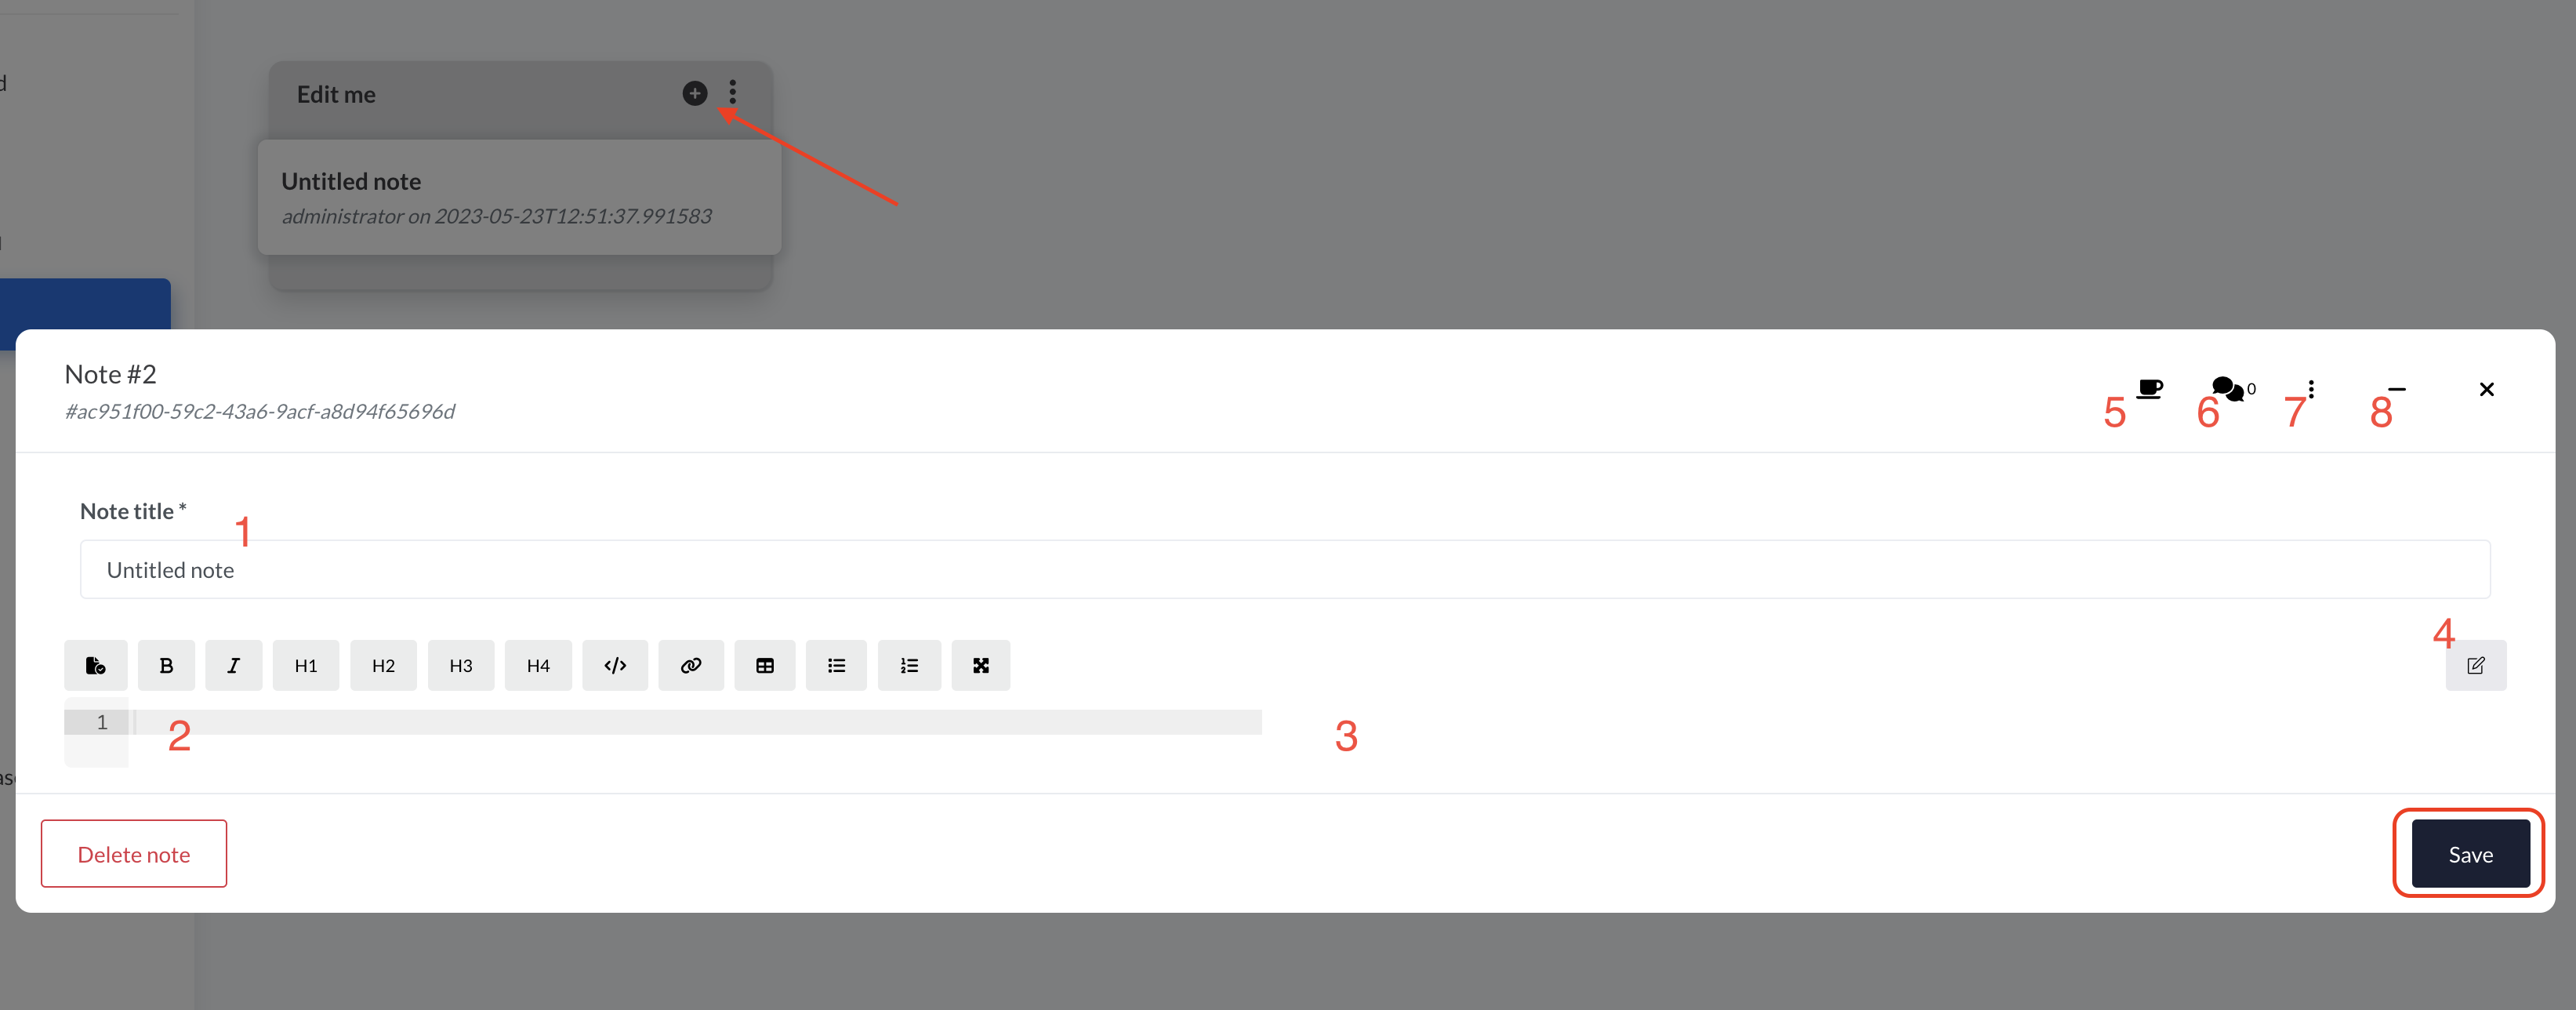 d
Edit me
Untitled note
administrator on 2023-05-23T12:51:37.991583
Note #2
#ac951f00-59c2-43a6-9acf-a8d94f65696d
5 6 0 7 8
Note title *
1
Untitled note
4
B I H1 H2 H3 H4 </>
1 2 3
as
Delete note
Save